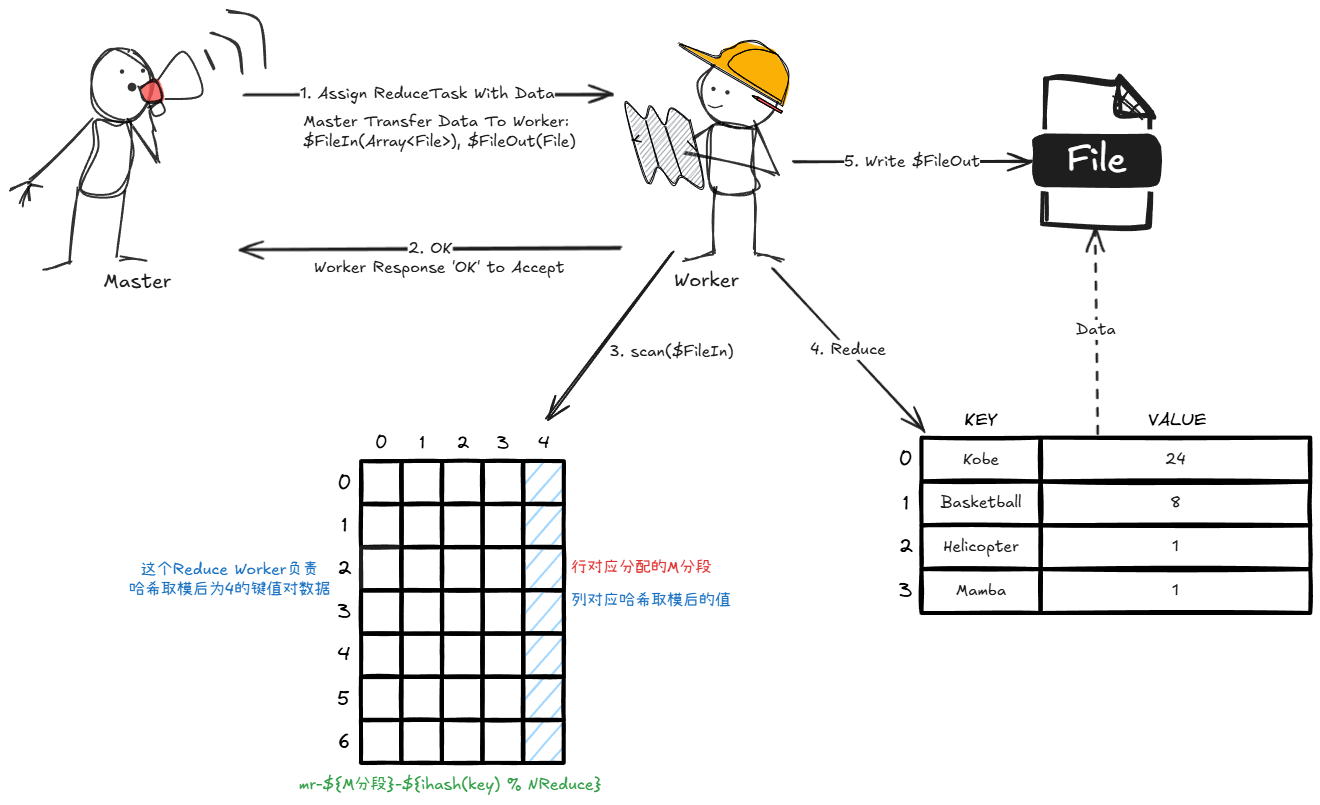 1. Assign ReduceTask With Data
Master Transfer Data To Worker:
$FileIn(Array<File>), $FileOut(File)
5. Write $FileOut
File
2. OK
Worker Response 'OK' to Accept
Master
Worker
3. scan($FileIn)
4. Reduce
Data
KEY VALUE
0 Kobe 24
1 Basketball 8
2 Helicopter 1
3 Mamba 1
0 1 2 3 4
0
1
2
3
4
5
6
这个Reduce Worker负责
哈希取模后为4的键值对数据
行对应分配的M分段
列对应哈希取模后的值
mr-${M分段}-${ihash(key) % NReduce}